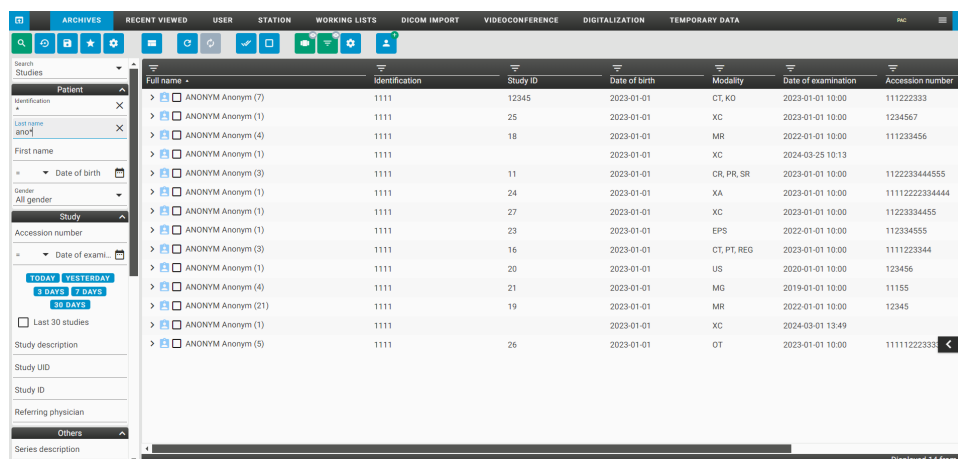 ARCHIVES RECENT VIEWED USER STATION WORKING LISTS DICOM IMPORT VIDEOCONFERENCE DIGITALIZATION TEMPORARY DATA PAC
Search
Studies
Patient
Identification
*
Last name
ano*
First name
= Date of birth
Gender
All gender
Study
Accession number
= Date of exami...
TODAY YESTERDAY
3 DAYS 7 DAYS
30 DAYS
Last 30 studies
Study description
Study UID
Study ID
Referring physician
Others
Series description
Full name Identification Study ID Date of birth Modality Date of examination Accession number
ANONYM Anonym (7) 1111 12345 2023-01-01 CT, KO 2023-01-01 10:00 111222333
ANONYM Anonym (1) 1111 25 2023-01-01 XC 2023-01-01 10:00 1234567
ANONYM Anonym (4) 1111 18 2023-01-01 MR 2022-01-01 10:00 111233456
ANONYM Anonym (1) 1111 2023-01-01 XC 2024-03-25 10:13
ANONYM Anonym (3) 1111 11 2023-01-01 CR, PR, SR 2023-01-01 10:00 1122233444555
ANONYM Anonym (1) 1111 24 2023-01-01 XA 2023-01-01 10:00 11112222334444
ANONYM Anonym (1) 1111 27 2023-01-01 XC 2023-01-01 10:00 11223334455
ANONYM Anonym (1) 1111 23 2023-01-01 EPS 2022-01-01 10:00 112334555
ANONYM Anonym (3) 1111 16 2023-01-01 CT, PT, REG 2023-01-01 10:00 1111223344
ANONYM Anonym (1) 1111 20 2023-01-01 US 2020-01-01 10:00 123456
ANONYM Anonym (4) 1111 21 2023-01-01 MG 2019-01-01 10:00 11155
ANONYM Anonym (21) 1111 19 2023-01-01 MR 2022-01-01 10:00 12345
ANONYM Anonym (1) 1111 2023-01-01 XC 2024-03-01 13:49
ANONYM Anonym (5) 1111 26 2023-01-01 OT 2023-01-01 10:00